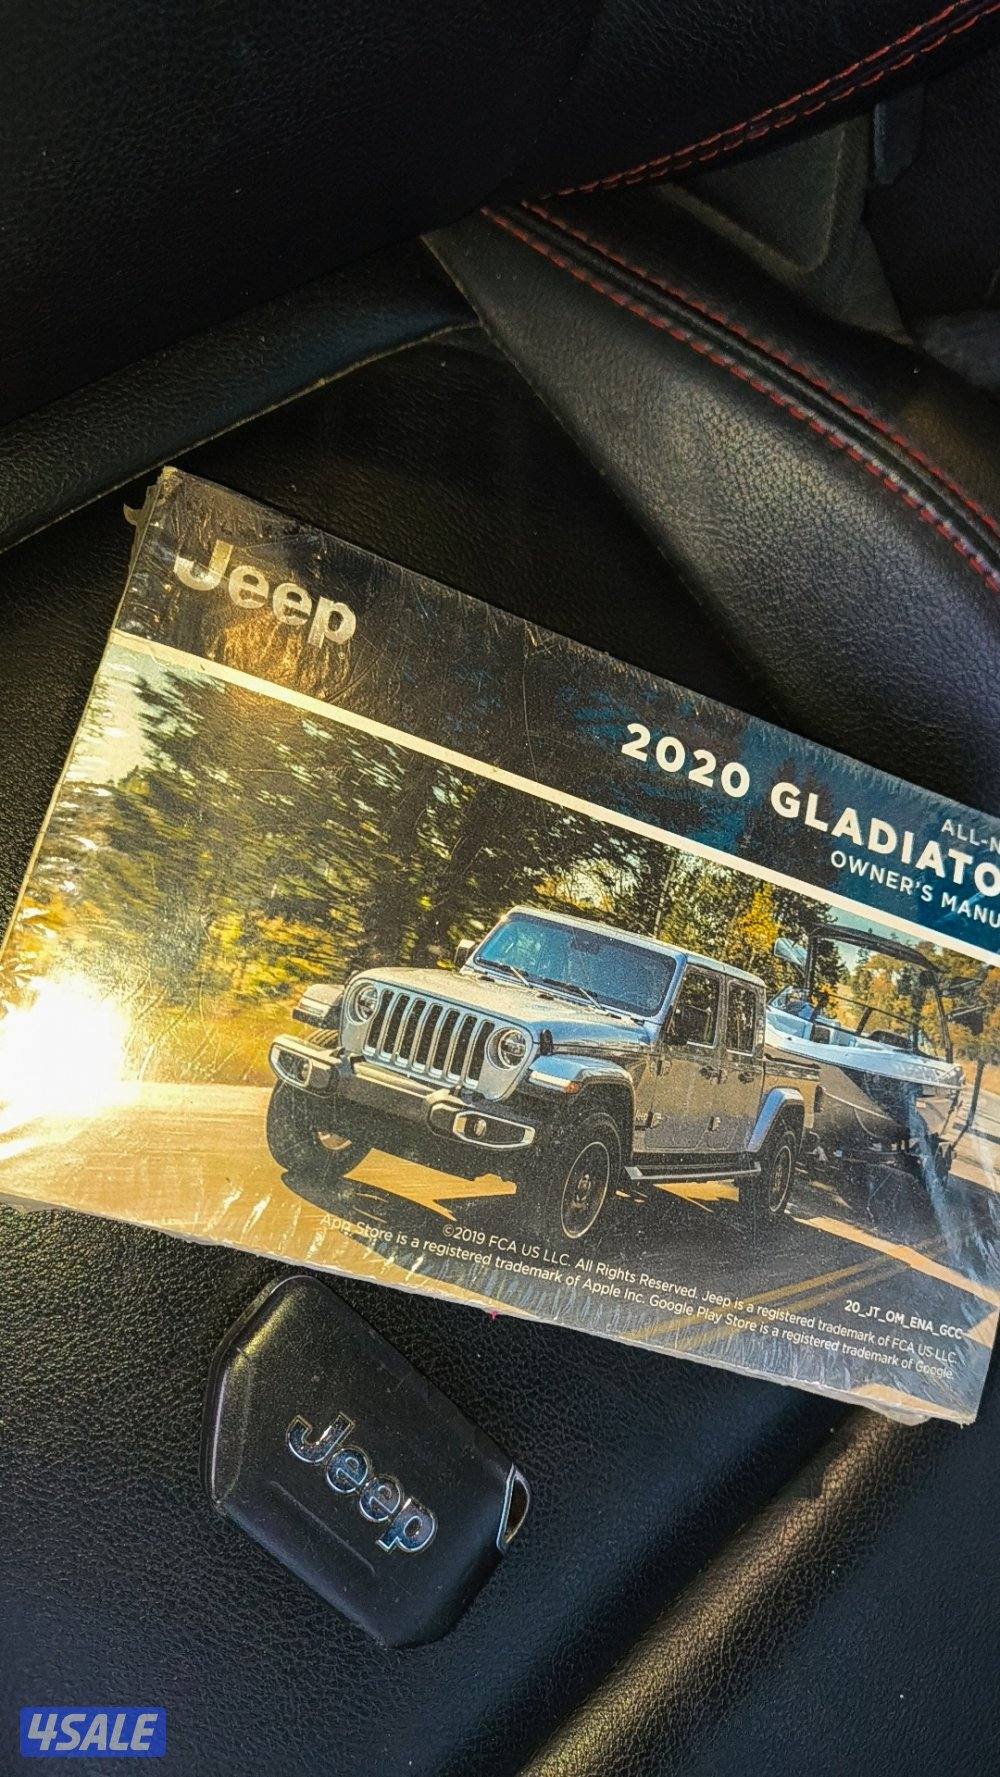 Jeep
2020 GLADIATO
ALL-N
OWNER'S MANU
©2019 FCA US LLC. All Rights Reserved. Jeep is a registered trademark of FCA US LLC.
App Store is a registered trademark of Apple Inc. Google Play Store is a registered trademark of Google.
20_JT_OM_ENA_GCC
Jeep
4SALE